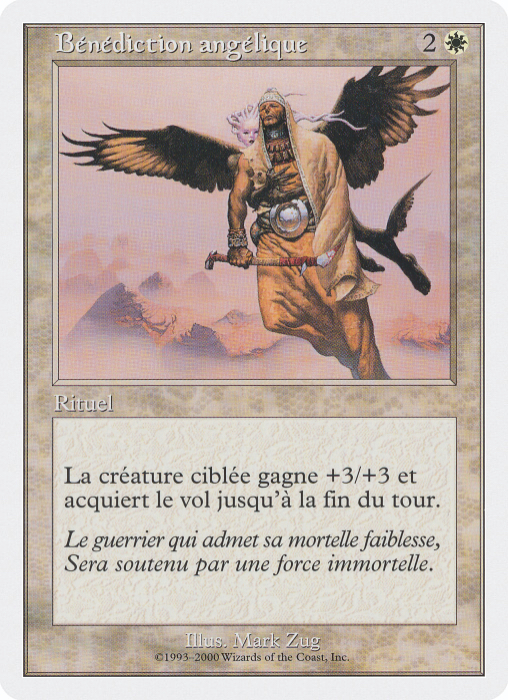 Bénédiction angélique 2
Rituel
La créature ciblée gagne +3/+3 et
acquiert le vol jusqu'à la fin du tour.
Le guerrier qui admet sa mortelle faiblesse,
Sera soutenu par une force immortelle.
Illus. Mark Zug
©1993–2000 Wizards of the Coast, Inc.